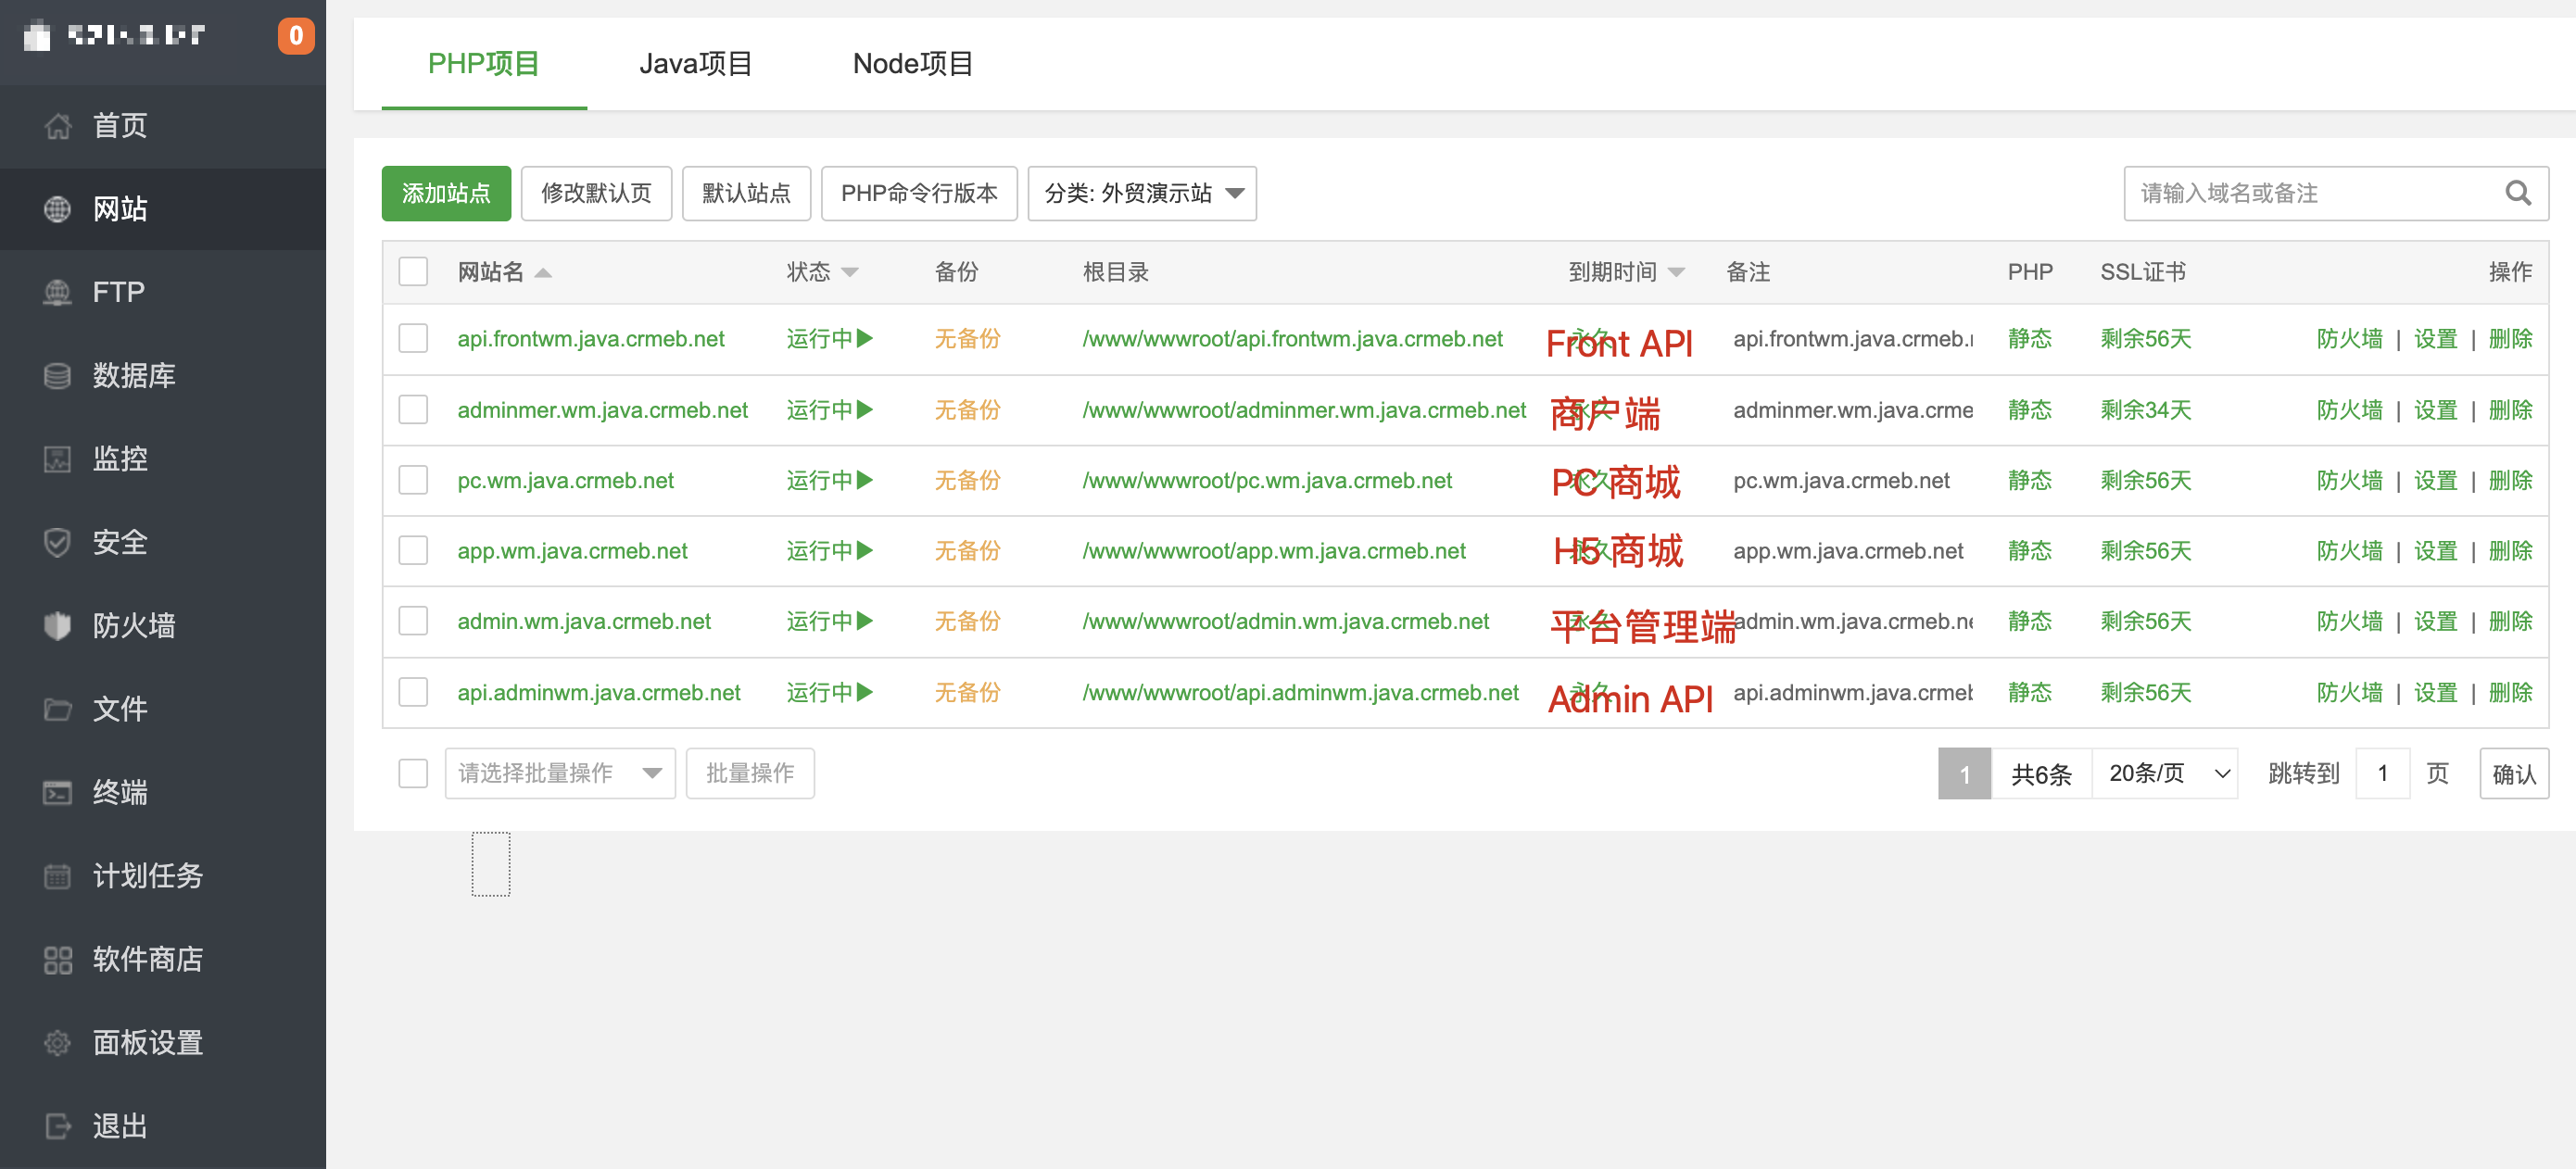 0
首页
网站
FTP
数据库
监控
安全
防火墙
文件
终端
计划任务
软件商店
面板设置
退出
PHP项目 Java项目 Node项目
添加站点 修改默认页 默认站点 PHP命令行版本 分类: 外贸演示站 请输入域名或备注
网站名 状态 备份 根目录 到期时间 备注 PHP SSL证书 操作
api.frontwm.java.crmeb.net 运行中 无备份 /www/wwwroot/api.frontwm.java.crmeb.net 永久 Front API api.frontwm.java.crmeb. 静态 剩余56天 防火墙 | 设置 | 删除
adminmer.wm.java.crmeb.net 运行中 无备份 /www/wwwroot/adminmer.wm.java.crmeb.net 永久 商户端 adminmer.wm.java.crme 静态 剩余34天 防火墙 | 设置 | 删除
pc.wm.java.crmeb.net 运行中 无备份 /www/wwwroot/pc.wm.java.crmeb.net 永久 PC 商城 pc.wm.java.crmeb.net 静态 剩余56天 防火墙 | 设置 | 删除
app.wm.java.crmeb.net 运行中 无备份 /www/wwwroot/app.wm.java.crmeb.net 永久 H5 商城 app.wm.java.crmeb.net 静态 剩余56天 防火墙 | 设置 | 删除
admin.wm.java.crmeb.net 运行中 无备份 /www/wwwroot/admin.wm.java.crmeb.net 永久 平台管理端 admin.wm.java.crmeb.ne 静态 剩余56天 防火墙 | 设置 | 删除
api.adminwm.java.crmeb.net 运行中 无备份 /www/wwwroot/api.adminwm.java.crmeb.net 永久 Admin API api.adminwm.java.crmeb 静态 剩余56天 防火墙 | 设置 | 删除
请选择批量操作 批量操作 1 共6条 20条/页 跳转到 1 页 确认